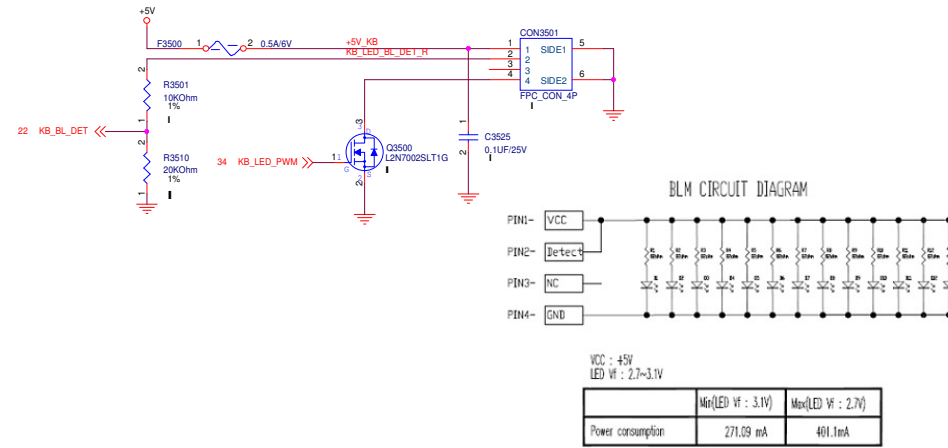 +5V
F3500
1
2
0.5A/6V
+5V_KB
KB_LED_BL_DET_R
CON3501
1
2
3
4
1
2
3
4
SIDE1
SIDE2
5
6
FPC_CON_4P
I
2
R3501
10KOhm
1%
I
1
22 KB_BL_DET
2
R3510
20KOhm
1%
I
1
34 KB_LED_PWM
1
G
3
D
2
S
Q3500
L2N7002SLT1G
I
1
C3525
0.1UF/25V
2
I
BLM CIRCUIT DIAGRAM
PIN1- VCC
PIN2- Detect
PIN3- NC
PIN4- GND
VCC : +5V
LED Vf : 2.7~3.1V
Min(LED Vf : 3.1V) Max(LED Vf : 2.7V)
Power consumption 271.09 mA 401.1mA